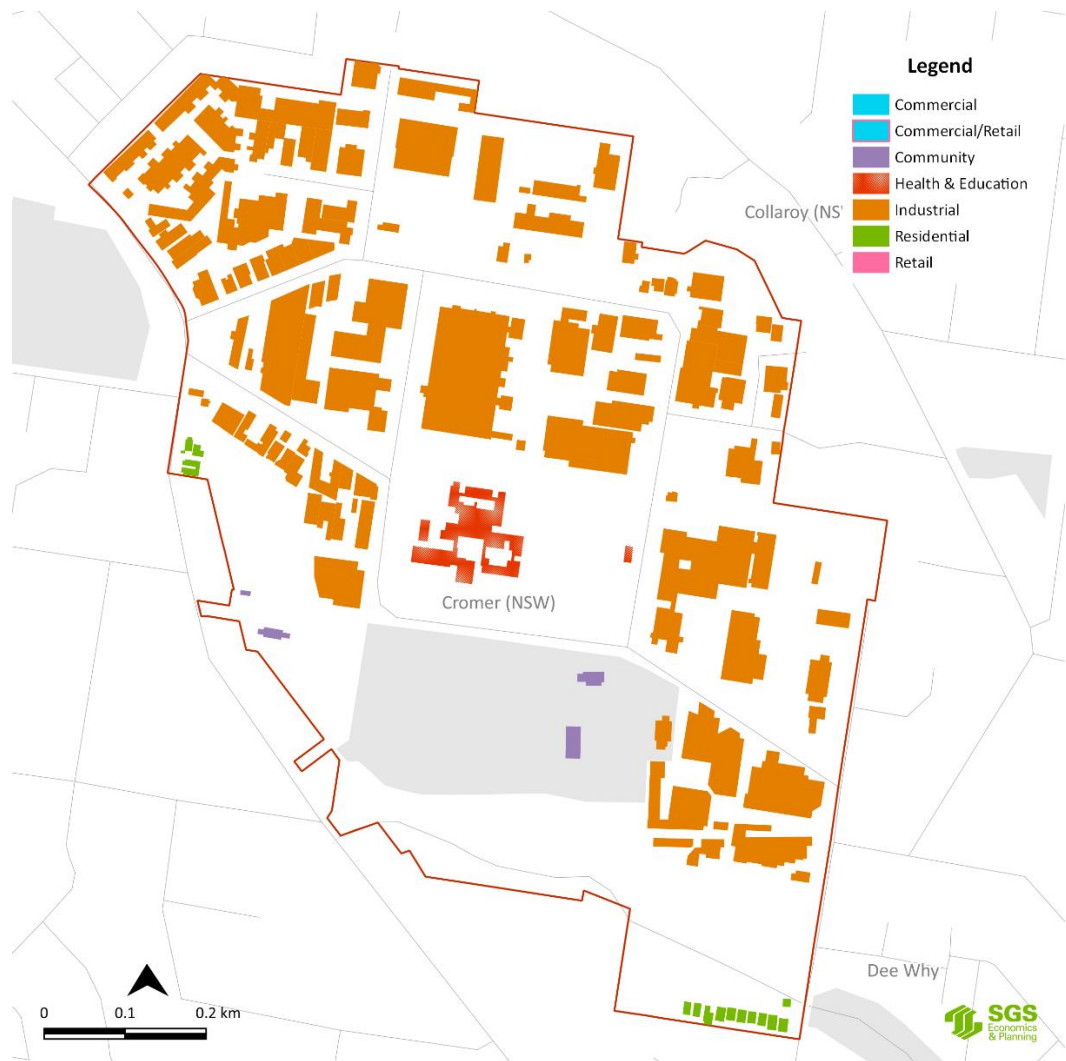 Legend
Commercial
Commercial/Retail
Community
Health & Education
Industrial
Residential
Retail
Collaroy (NS
Cromer (NSW)
Dee Why
0 0.1 0.2 km
SGS
Economics
& Planning